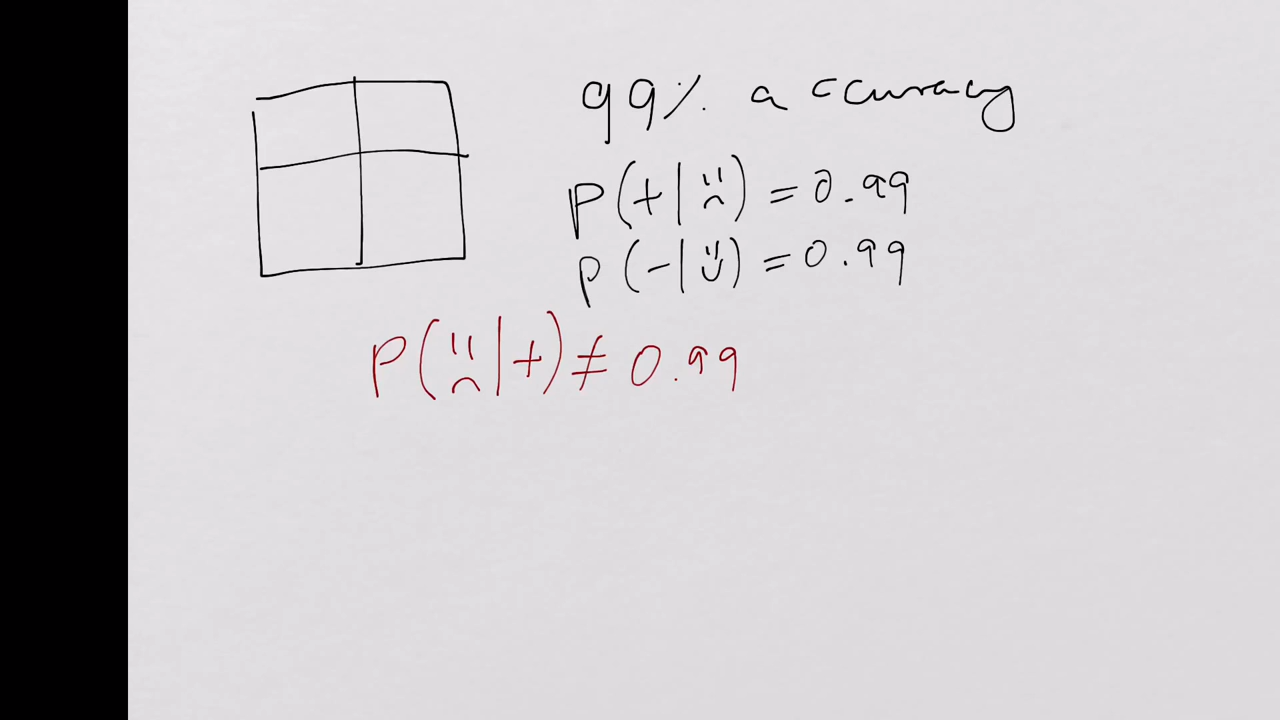 99% accuracy
P(+|☹) = 0.99
P(-|☺) = 0.99
P(☹|+) ≠ 0.99